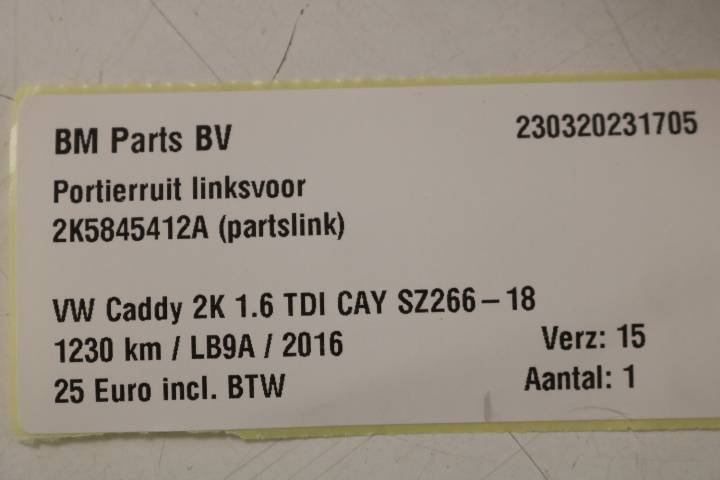 BM Parts BV 230320231705
Portierruit linksvoor
2K5845412A (partslink)
VW Caddy 2K 1.6 TDI CAY SZ266-18
1230 km / LB9A / 2016 Verz: 15
25 Euro incl. BTW Aantal: 1